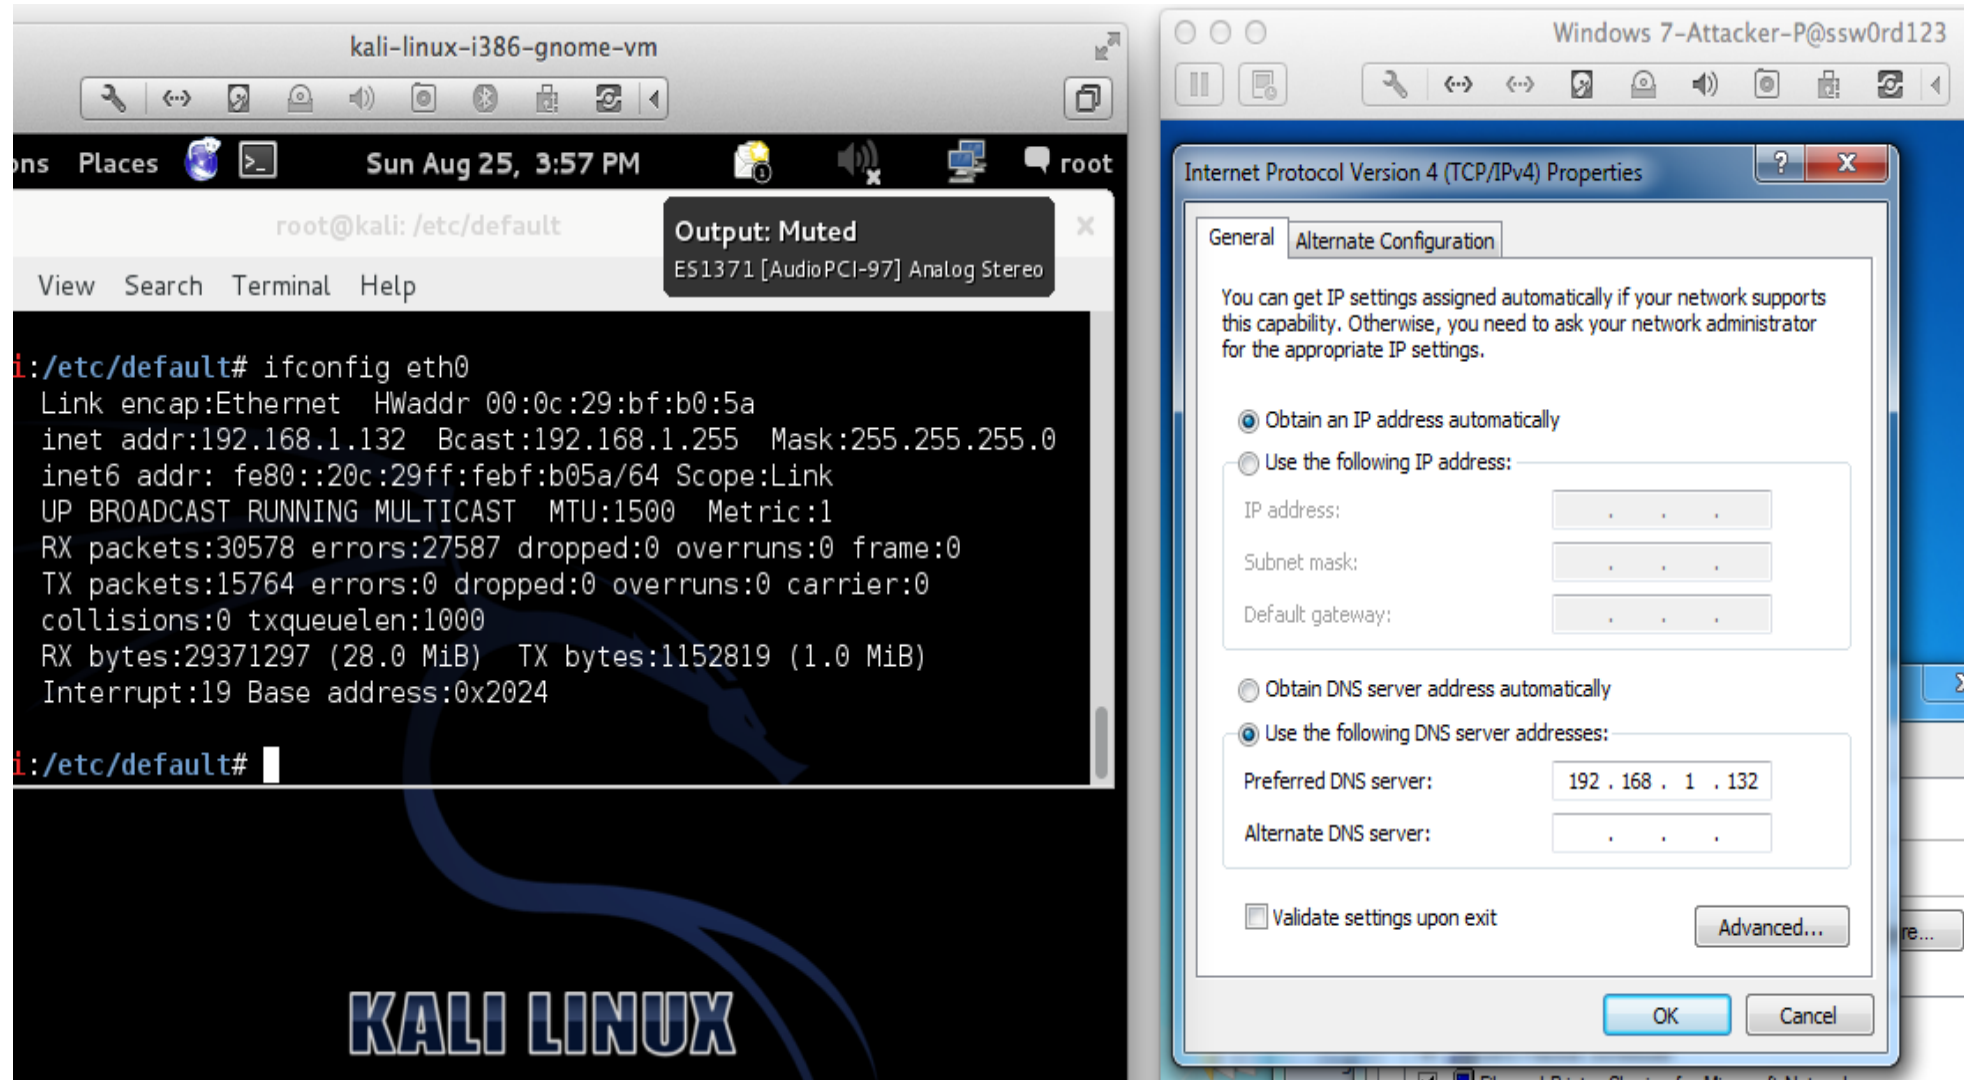 kali-linux-i386-gnome-vm
ons Places Sun Aug 25, 3:57 PM root
root@kali: /etc/default
Output: Muted
ES1371 [AudioPCI-97] Analog Stereo
View Search Terminal Help
i:/etc/default# ifconfig eth0
Link encap:Ethernet HWaddr 00:0c:29:bf:b0:5a
inet addr:192.168.1.132 Bcast:192.168.1.255 Mask:255.255.255.0
inet6 addr: fe80::20c:29ff:febf:b05a/64 Scope:Link
UP BROADCAST RUNNING MULTICAST MTU:1500 Metric:1
RX packets:30578 errors:27587 dropped:0 overruns:0 frame:0
TX packets:15764 errors:0 dropped:0 overruns:0 carrier:0
collisions:0 txqueuelen:1000
RX bytes:29371297 (28.0 MiB) TX bytes:1152819 (1.0 MiB)
Interrupt:19 Base address:0x2024
i:/etc/default#
KALI LINUX
Windows 7-Attacker-P@ssw0rd123
Internet Protocol Version 4 (TCP/IPv4) Properties
General Alternate Configuration
You can get IP settings assigned automatically if your network supports
this capability. Otherwise, you need to ask your network administrator
for the appropriate IP settings.
Obtain an IP address automatically
Use the following IP address:
IP address: . . .
Subnet mask: . . .
Default gateway: . . .
Obtain DNS server address automatically
Use the following DNS server addresses:
Preferred DNS server: 192 . 168 . 1 . 132
Alternate DNS server: . . .
Validate settings upon exit
Advanced...
re...
OK Cancel